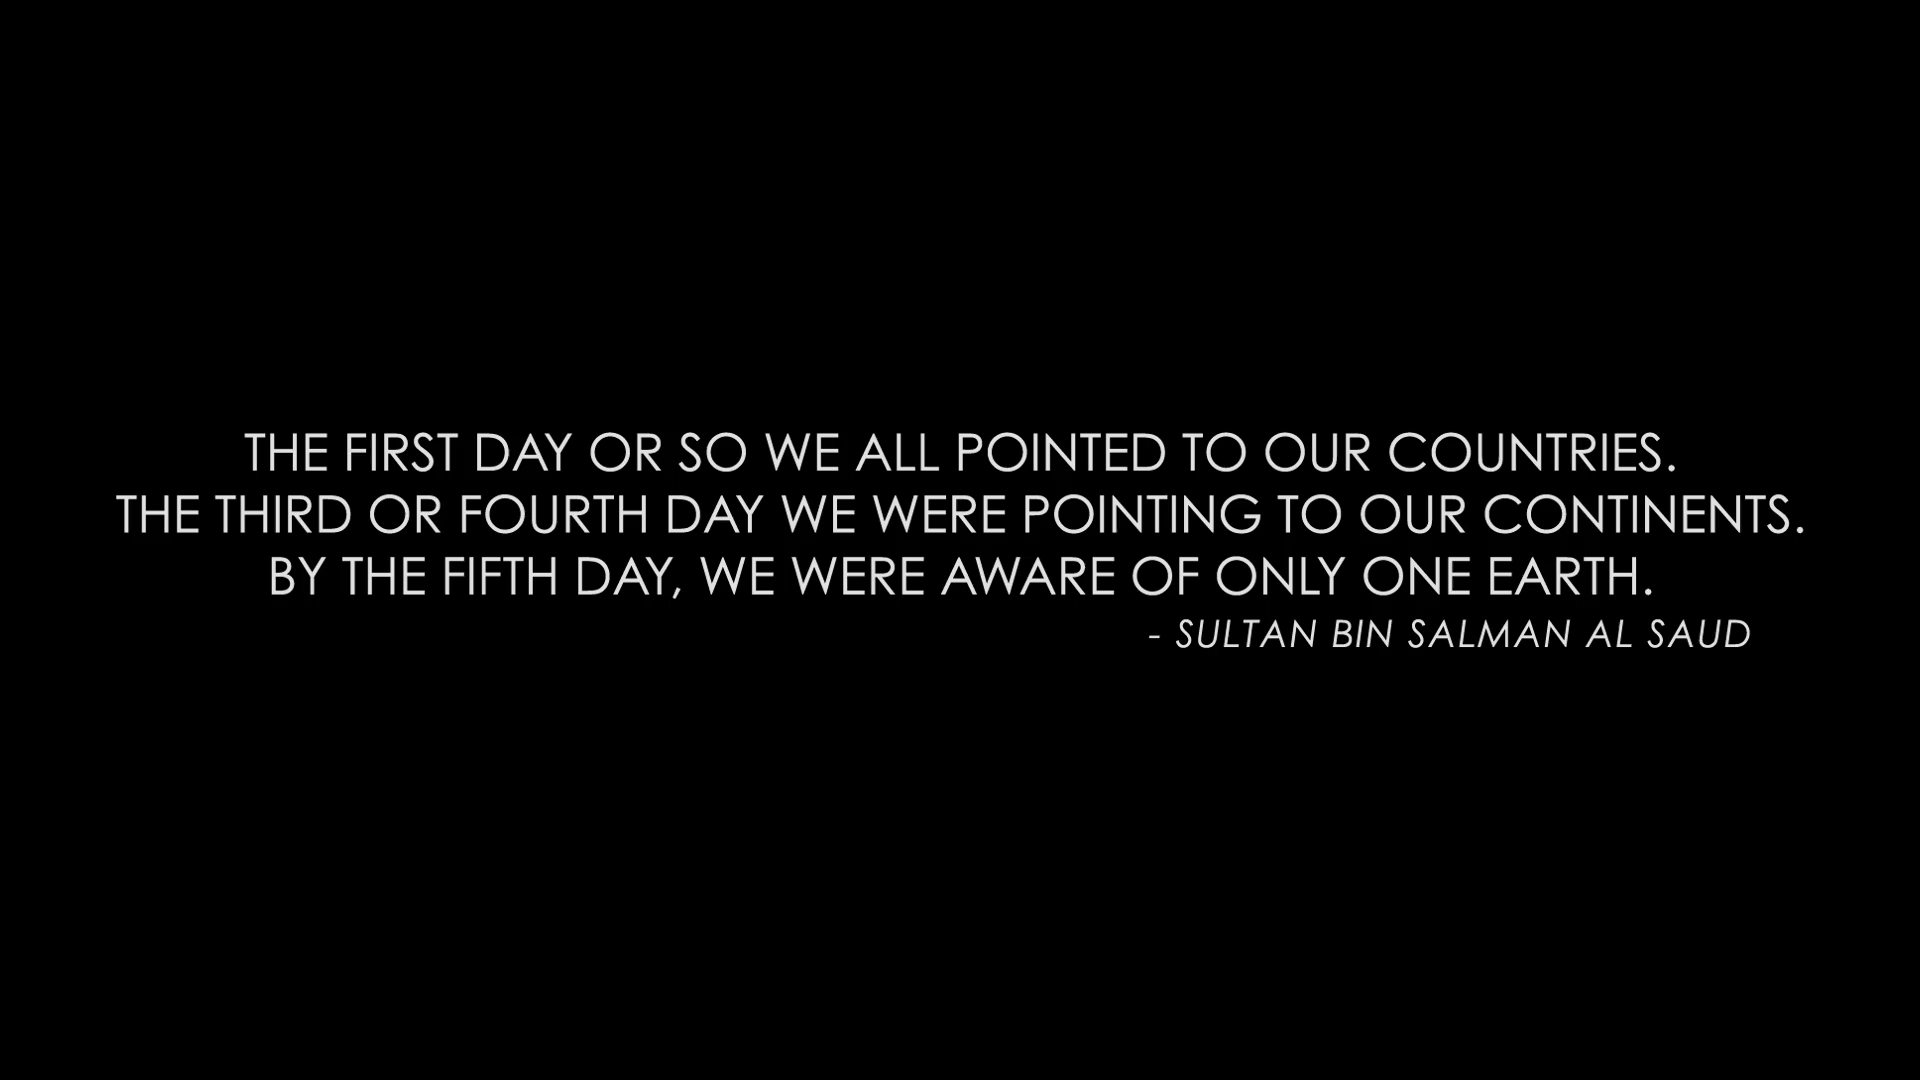 THE FIRST DAY OR SO WE ALL POINTED TO OUR COUNTRIES.
THE THIRD OR FOURTH DAY WE WERE POINTING TO OUR CONTINENTS.
BY THE FIFTH DAY, WE WERE AWARE OF ONLY ONE EARTH.
- SULTAN BIN SALMAN AL SAUD